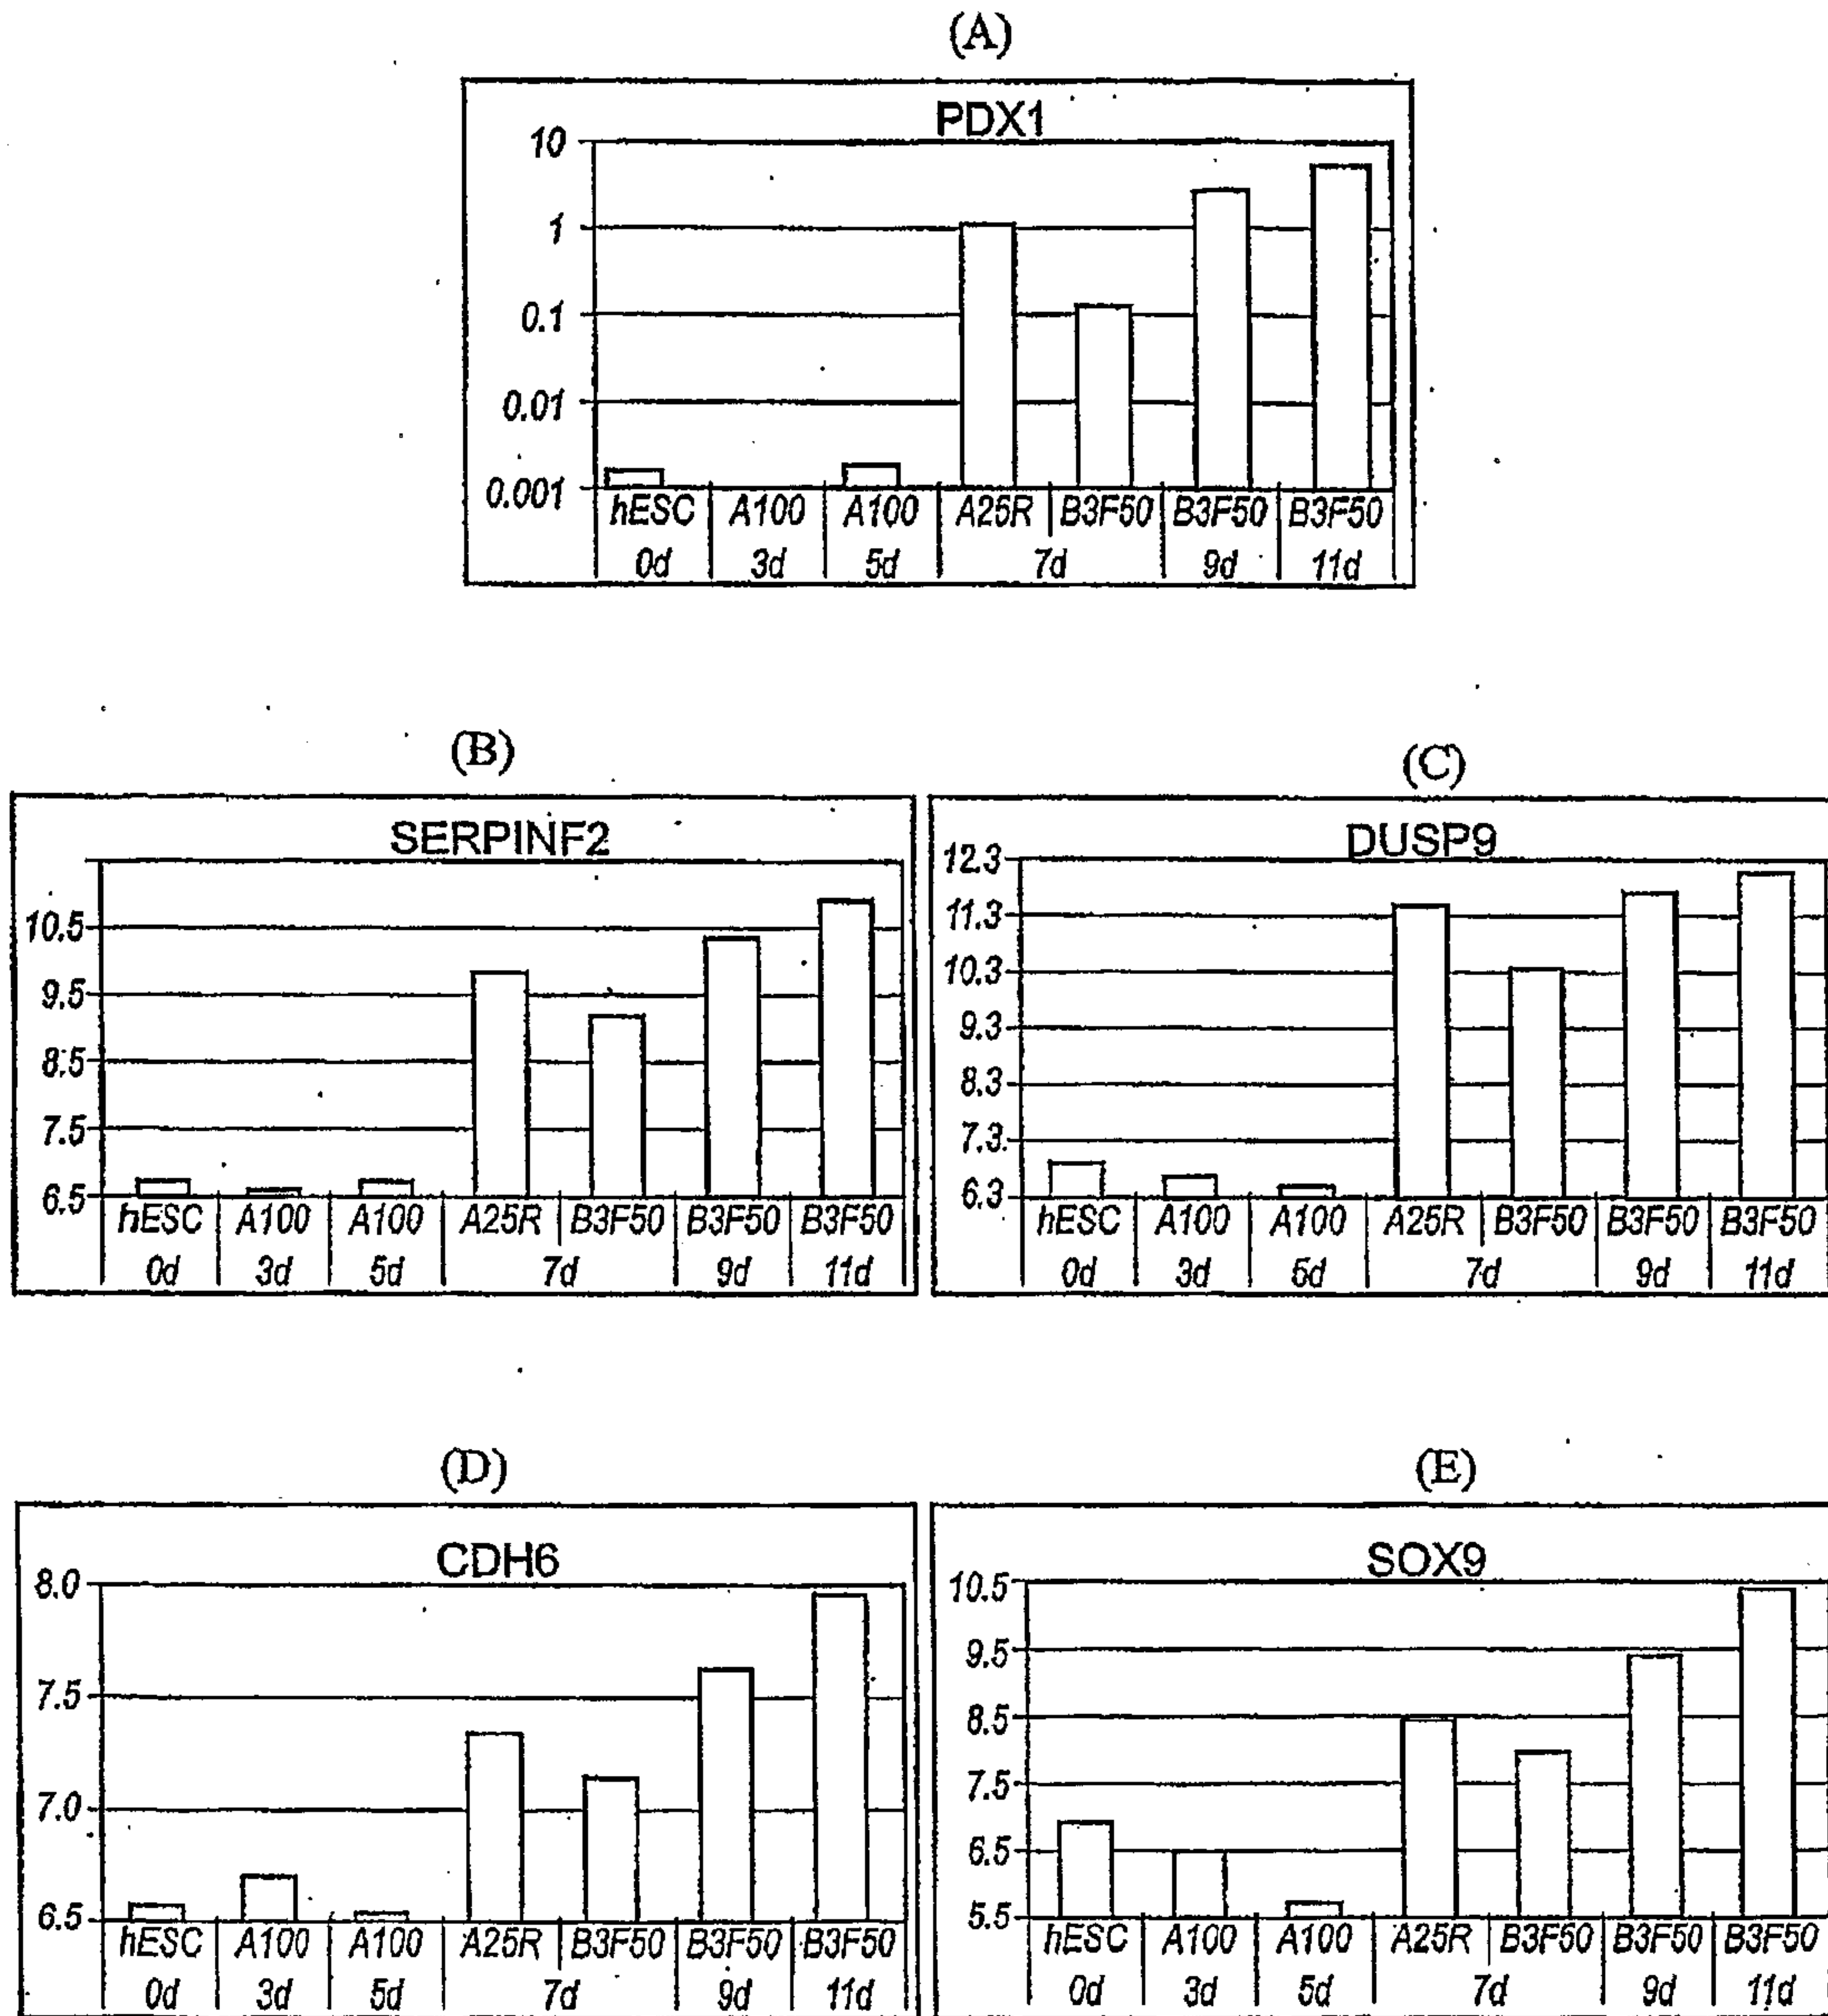 (A)
PDX1
10
1
0.1
0.01
0.001
hESC A100 A100 A25R B3F50 B3F50 B3F50
0d 3d 5d 7d 9d 11d
(B)
SERPINF2
10.5
9.5
8.5
7.5
6.5
hESC A100 A100 A25R B3F50 B3F50 B3F50
0d 3d 5d 7d 9d 11d
(C)
DUSP9
12.3
11.3
10.3
9.3
8.3
7.3
6.3
hESC A100 A100 A25R B3F50 B3F50 B3F50
0d 3d 5d 7d 9d 11d
(D)
CDH6
8.0
7.5
7.0
6.5
hESC A100 A100 A25R B3F50 B3F50 B3F50
0d 3d 5d 7d 9d 11d
(E)
SOX9
10.5
9.5
8.5
7.5
6.5
5.5
hESC A100 A100 A25R B3F50 B3F50 B3F50
0d 3d 5d 7d 9d 11d